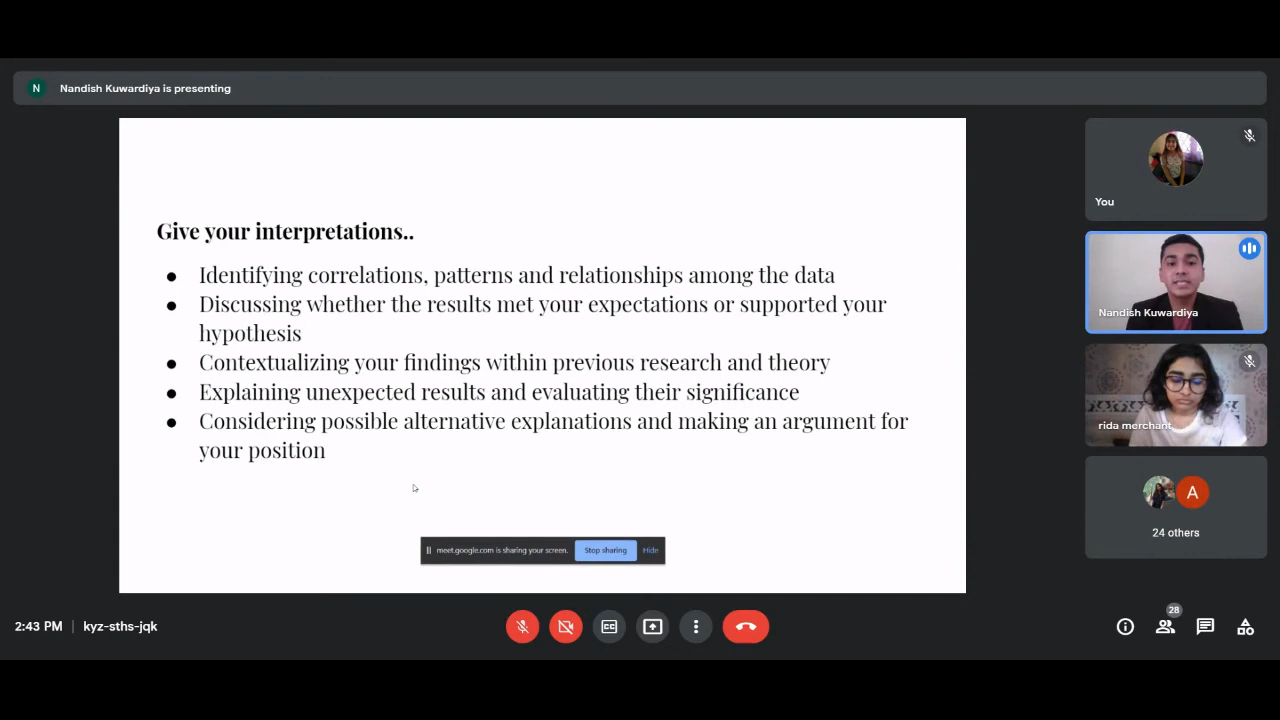 N Nandish Kuwardiya is presenting
Give your interpretations..
● Identifying correlations, patterns and relationships among the data
● Discussing whether the results met your expectations or supported your
hypothesis
● Contextualizing your findings within previous research and theory
● Explaining unexpected results and evaluating their significance
● Considering possible alternative explanations and making an argument for
your position
meet.google.com is sharing your screen. Stop sharing Hide
You
Nandish Kuwardiya
rida merchant
A
24 others
2:43 PM | kyz-sths-jqk
CC
28